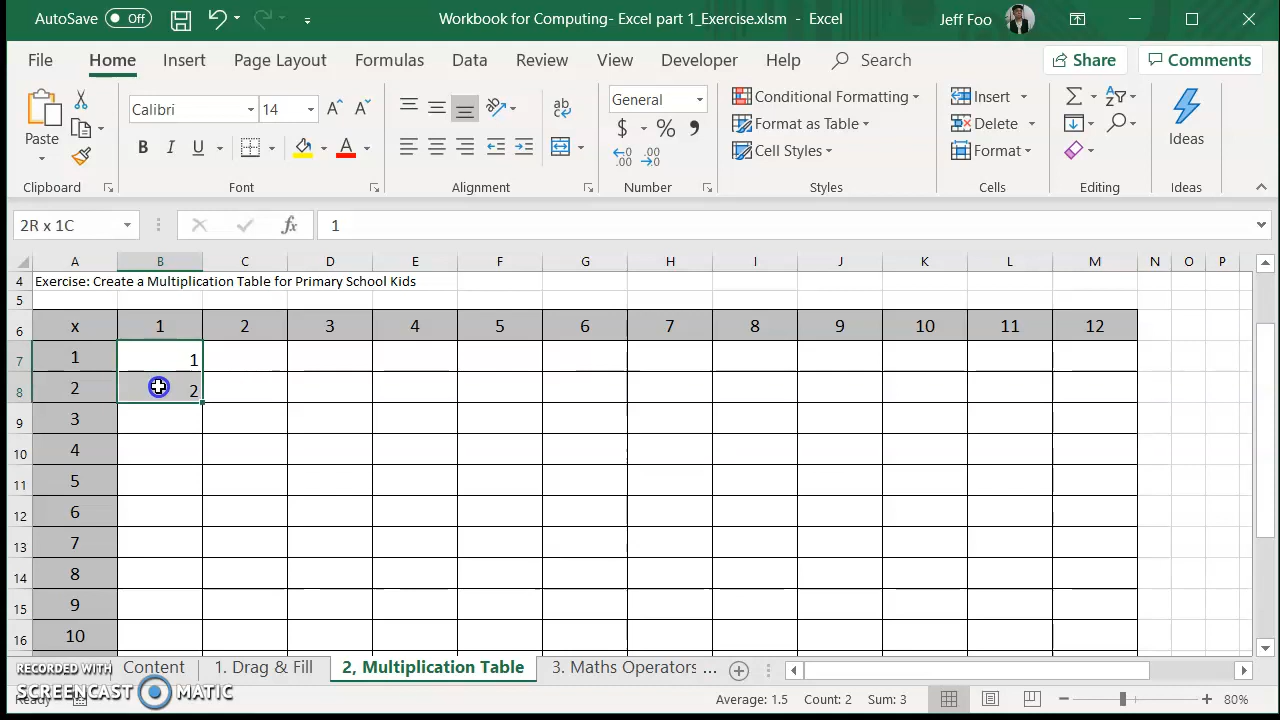 AutoSave Off Workbook for Computing- Excel part 1_Exercise.xlsm - Excel Jeff Foo
File Home Insert Page Layout Formulas Data Review View Developer Help Search Share Comments
Paste Calibri 14 A A B I U A ab General $ % , Conditional Formatting Format as Table Cell Styles Insert Delete Format Ideas
Clipboard Font Alignment Number Styles Cells Editing Ideas
2R x 1C fx 1
A B C D E F G H I J K L M N O P
4 Exercise: Create a Multiplication Table for Primary School Kids
5
6 x 1 2 3 4 5 6 7 8 9 10 11 12
7 1 1
8 2 2
9 3
10 4
11 5
12 6
13 7
14 8
15 9
16 10
Content 1. Drag & Fill 2, Multiplication Table 3. Maths Operators ...
RECORDED WITH
SCREENCAST MATIC
Ready Average: 1.5 Count: 2 Sum: 3 80%